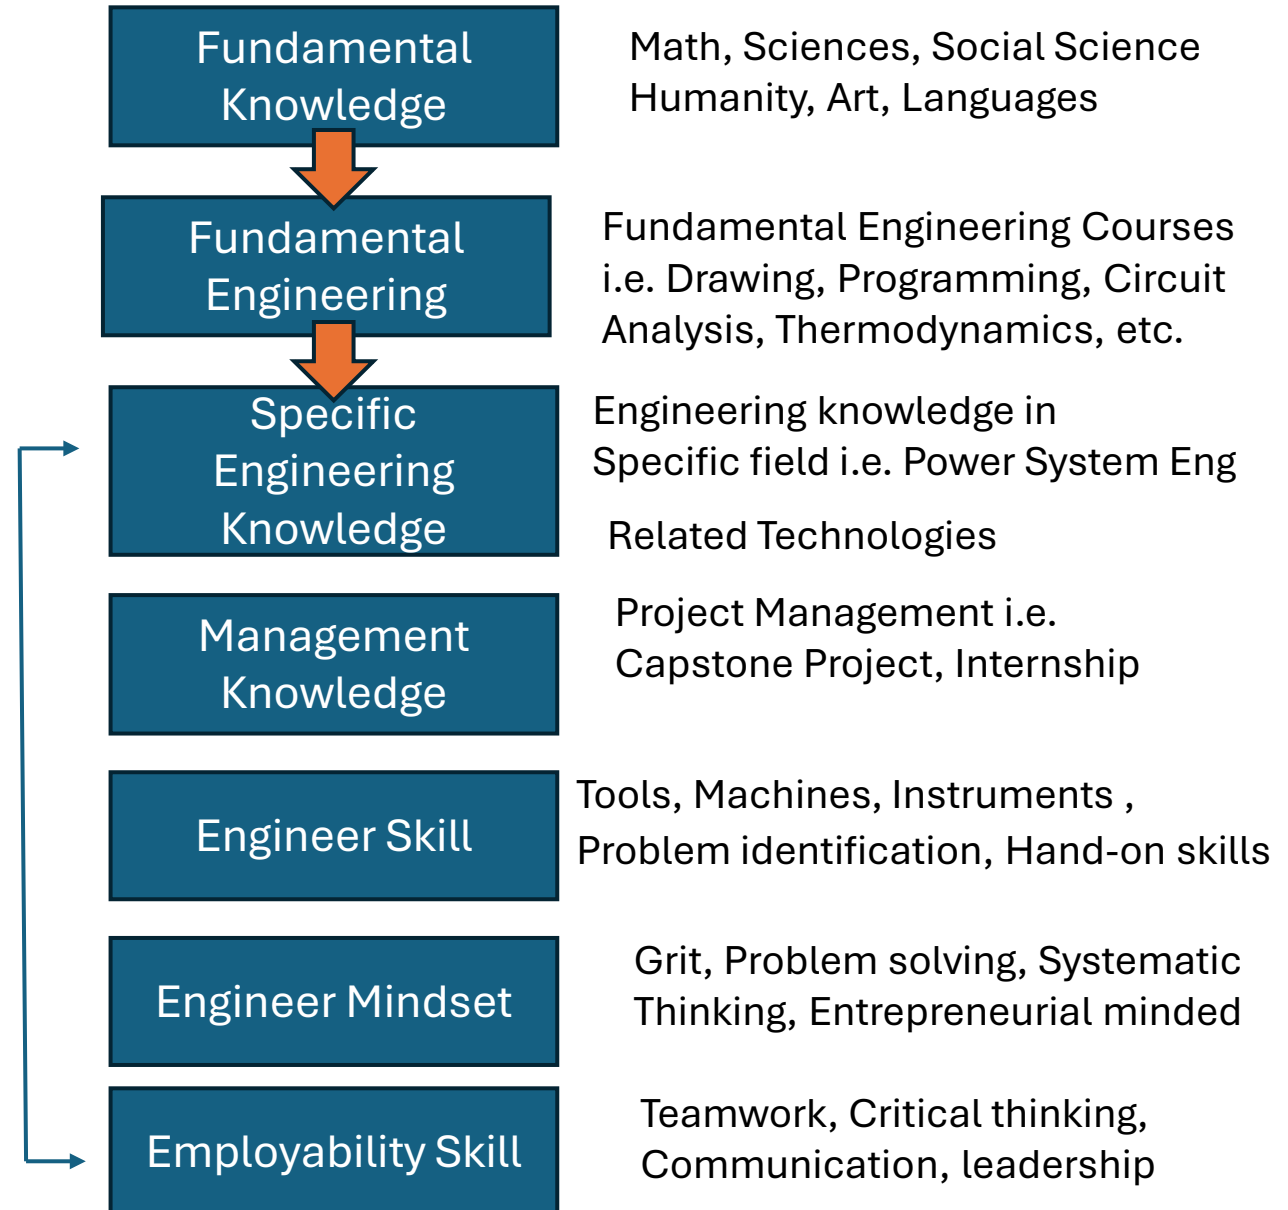 Fundamental
Knowledge
Math, Sciences, Social Science
Humanity, Art, Languages
Fundamental
Engineering
Fundamental Engineering Courses
i.e. Drawing, Programming, Circuit
Analysis, Thermodynamics, etc.
Specific
Engineering
Knowledge
Engineering knowledge in
Specific field i.e. Power System Eng
Related Technologies
Management
Knowledge
Project Management i.e.
Capstone Project, Internship
Engineer Skill
Tools, Machines, Instruments ,
Problem identification, Hand-on skills
Engineer Mindset
Grit, Problem solving, Systematic
Thinking, Entrepreneurial minded
Employability Skill
Teamwork, Critical thinking,
Communication, leadership